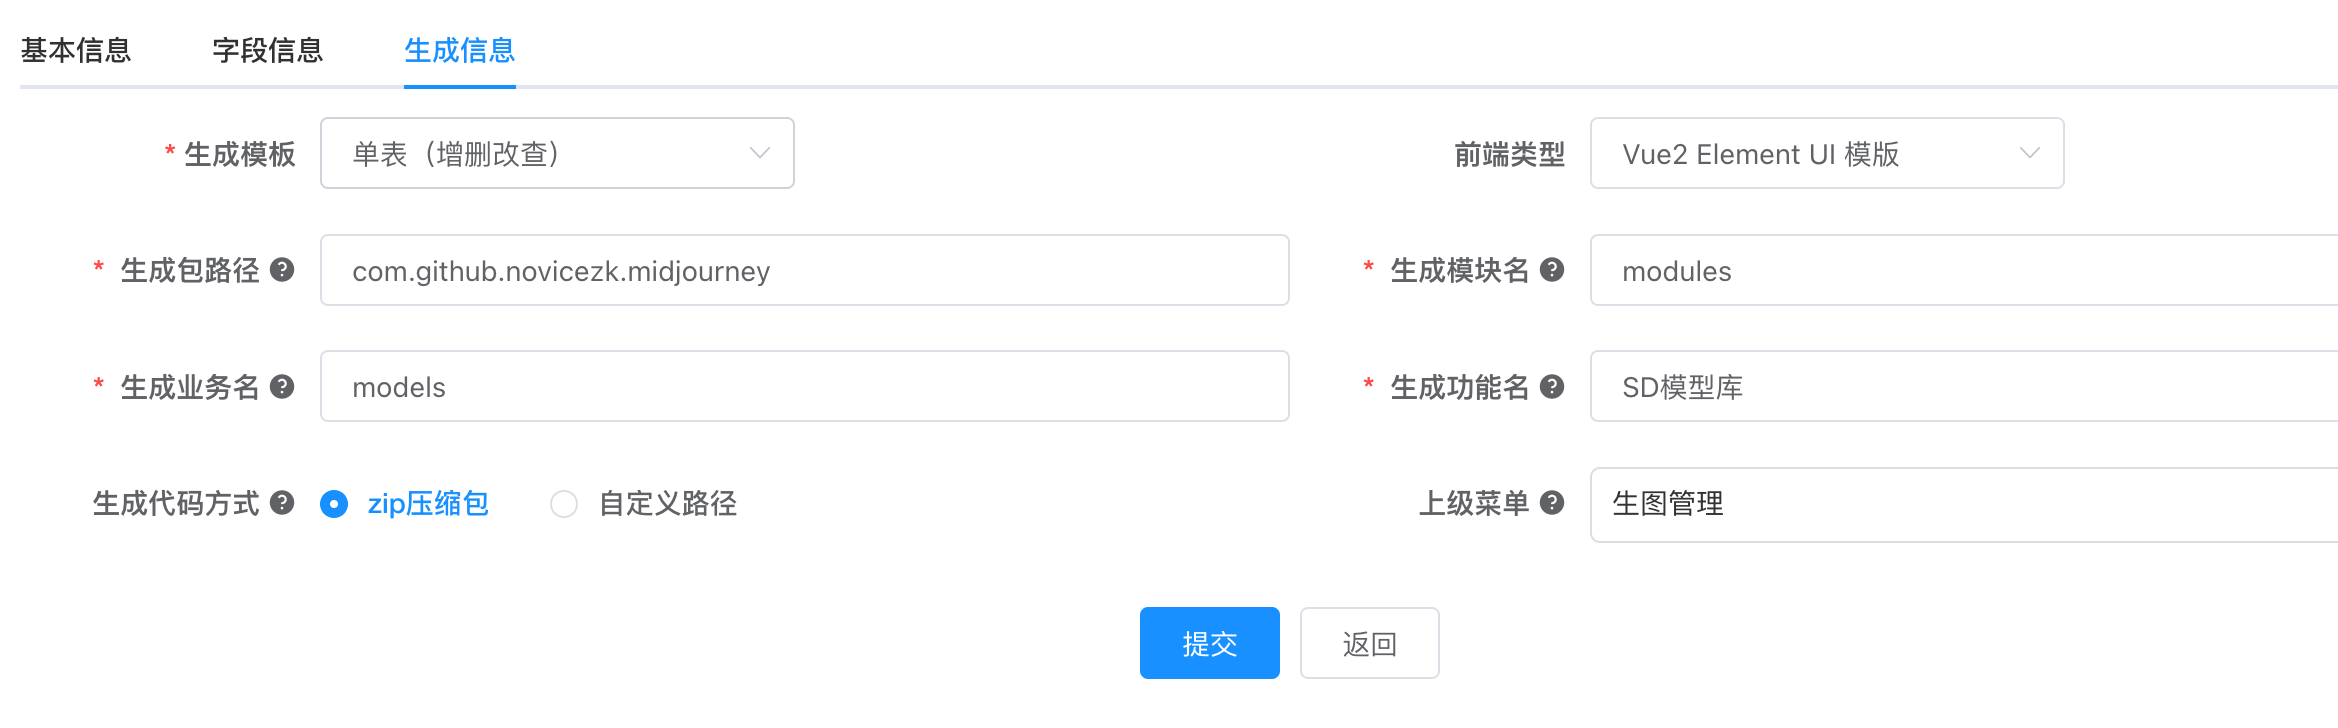 基本信息 字段信息 生成信息
* 生成模板 单表（增删改查） 前端类型 Vue2 Element UI 模版
* 生成包路径 ? com.github.novicezk.midjourney * 生成模块名 ? modules
* 生成业务名 ? models * 生成功能名 ? SD模型库
生成代码方式 ? zip压缩包 自定义路径 上级菜单 ? 生图管理
提交 返回